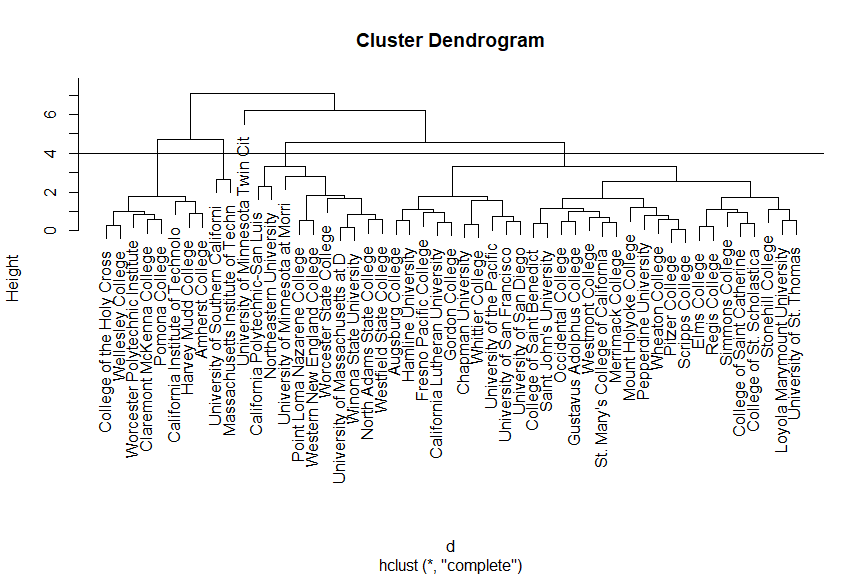 Cluster Dendrogram
Height
6
4
2
0
College of the Holy Cross
Wellesley College
Worcester Polytechnic Institute
Claremont McKenna College
Pomona College
California Institute of Technolo
Harvey Mudd College
Amherst College
University of Southern Californi
Massachusetts Institute of Techn
University of Minnesota Twin Cit
California Polytechnic-San Luis
Northeastern University
University of Minnesota at Morri
Point Loma Nazarene College
Western New England College
Worcester State College
University of Massachusetts at D
Winona State University
North Adams State College
Westfield State College
Augsburg College
Hamline University
Fresno Pacific College
California Lutheran University
Gordon College
Chapman University
Whittier College
University of the Pacific
University of San Francisco
University of San Diego
College of Saint Benedict
Saint John's University
Occidental College
Gustavus Adolphus College
Westmont College
St. Mary's College of California
Merrimack College
Mount Holyoke College
Pepperdine University
Wheaton College
Pitzer College
Scripps College
Elms College
Regis College
Simmons College
College of Saint Catherine
College of St. Scholastica
Stonehill College
Loyola Marymount University
University of St. Thomas
d
hclust (*, "complete")